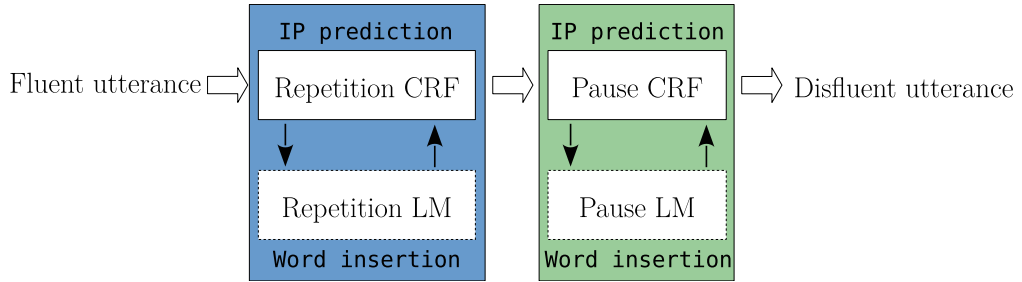 IP prediction
IP prediction
Fluent utterance
Repetition CRF
Pause CRF
Disfluent utterance
Repetition LM
Pause LM
Word insertion
Word insertion